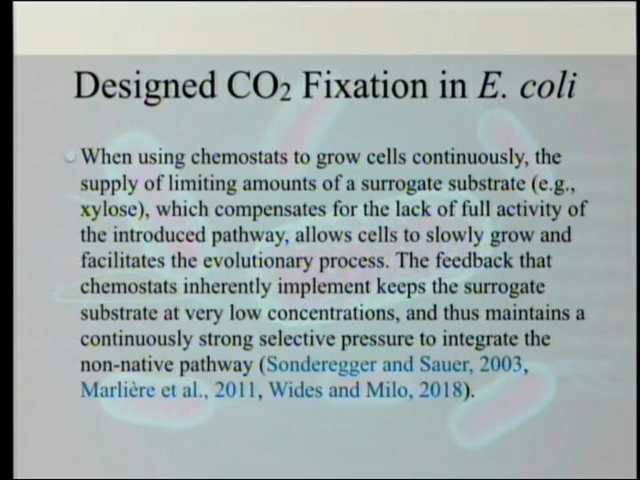 Designed CO₂ Fixation in E. coli
When using chemostats to grow cells continuously, the
supply of limiting amounts of a surrogate substrate (e.g.,
xylose), which compensates for the lack of full activity of
the introduced pathway, allows cells to slowly grow and
facilitates the evolutionary process. The feedback that
chemostats inherently implement keeps the surrogate
substrate at very low concentrations, and thus maintains a
continuously strong selective pressure to integrate the
non-native pathway (Sonderegger and Sauer, 2003,
Marlière et al., 2011, Wides and Milo, 2018).